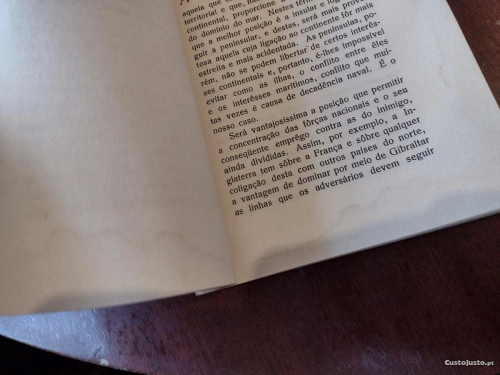 aquela que
territorial e que,
continental, proporcione
do domínio do mar. Nestes
que a melhor posição é a insular e logo
guir a peninsular, e destas, será mais provei-
tosa aquela cuja ligação ao continente fôr mais
estreita e mais acidentada. As penínsulas, po-
rém, não se podem libertar de certos interês-
ses continentais e, portanto, é-lhes impossível
evitar como as ilhas, o conflito entre êles
e os interêsses marítimos, conflito que mui-
tas vezes é causa de decadência naval. É o
nosso caso.
Será vantajosíssima a posição que permitir
a concentração das fôrças nacionais e o seu
conseqüente emprêgo contra as do inimigo,
ainda divididas. Assim, por exemplo, a In-
glaterra tem sôbre a França e sôbre qualquer
coligação desta com outros países do norte,
a vantagem de dominar por meio de Gibraltar
as linhas que os adversários devem seguir
CustoJusto.pt